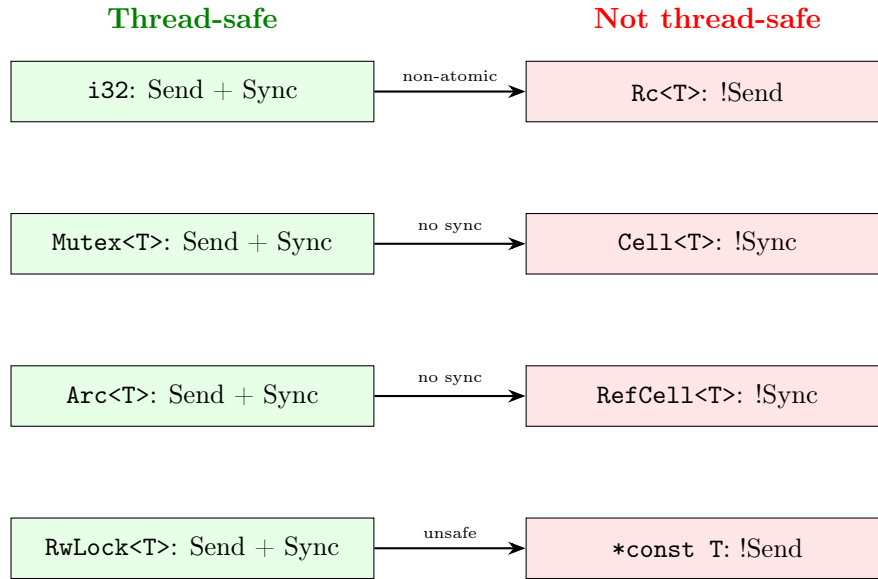 Thread-safe
Not thread-safe
i32: Send + Sync
non-atomic
Rc<T>: !Send
Mutex<T>: Send + Sync
no sync
Cell<T>: !Sync
Arc<T>: Send + Sync
no sync
RefCell<T>: !Sync
RwLock<T>: Send + Sync
unsafe
*const T: !Send